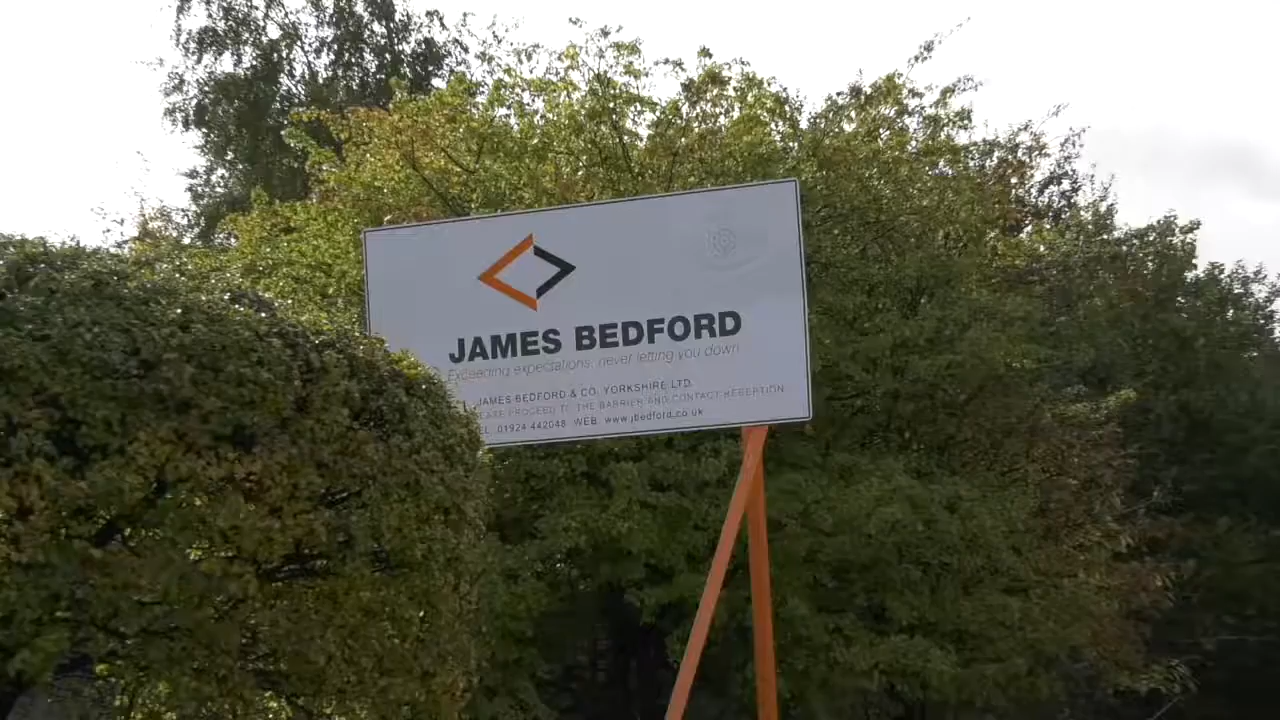 JAMES BEDFORD
Exceeding expectations, never letting you down
JAMES BEDFORD & CO. YORKSHIRE LTD.
PROCEED TO THE BARRIER AND CONTACT RECEPTION
01924 442048 WEB: www.jbedford.co.uk